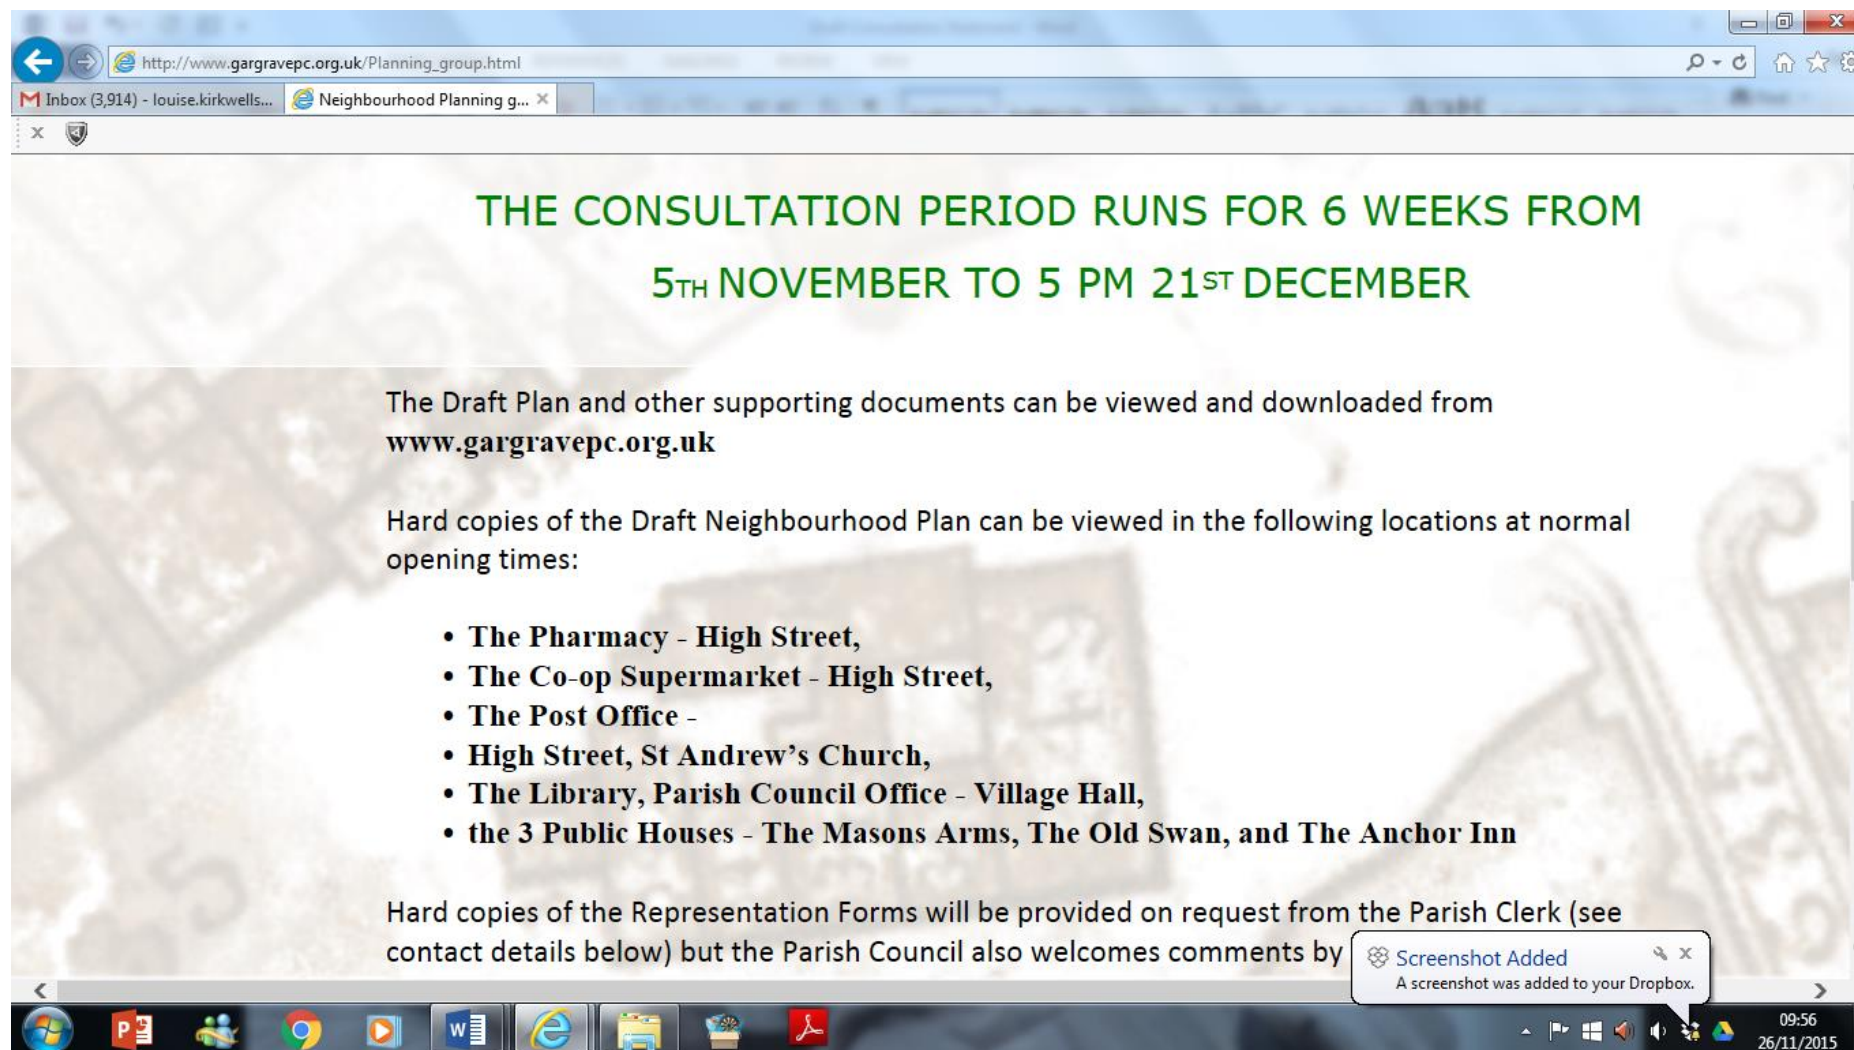 http://www.gargravepc.org.uk/Planning_group.html
Inbox (3,914) - louise.kirkwells...
Neighbourhood Planning g...
THE CONSULTATION PERIOD RUNS FOR 6 WEEKS FROM
5TH NOVEMBER TO 5 PM 21ST DECEMBER
The Draft Plan and other supporting documents can be viewed and downloaded from
www.gargravepc.org.uk
Hard copies of the Draft Neighbourhood Plan can be viewed in the following locations at normal
opening times:
• The Pharmacy - High Street,
• The Co-op Supermarket - High Street,
• The Post Office -
• High Street, St Andrew’s Church,
• The Library, Parish Council Office - Village Hall,
• the 3 Public Houses - The Masons Arms, The Old Swan, and The Anchor Inn
Hard copies of the Representation Forms will be provided on request from the Parish Clerk (see
contact details below) but the Parish Council also welcomes comments by
Screenshot Added
A screenshot was added to your Dropbox.
09:56
26/11/2015